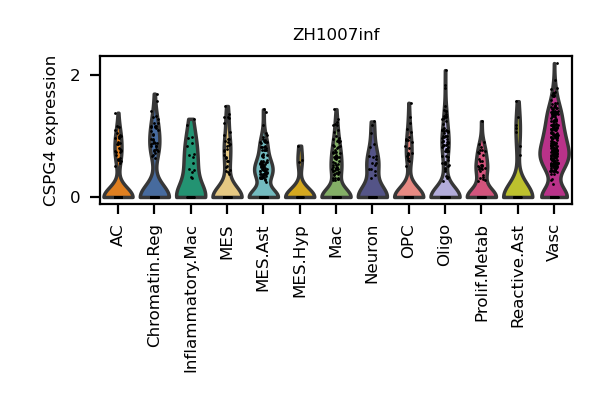 ZH1007inf
CSPG4 expression
2
0
AC
Chromatin.Reg
Inflammatory.Mac
MES
MES.Ast
MES.Hyp
Mac
Neuron
OPC
Oligo
Prolif.Metab
Reactive.Ast
Vasc